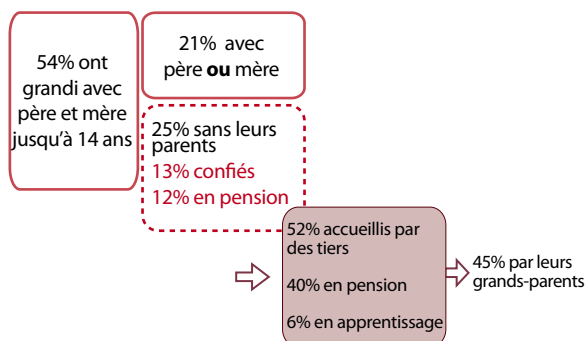 54% ont
grandi avec
père et mère
jusqu'à 14 ans
21% avec
père ou mère
25% sans leurs
parents
13% confiés
12% en pension
52% accueillis par
des tiers
40% en pension
6% en apprentissage
45% par leurs
grands-parents